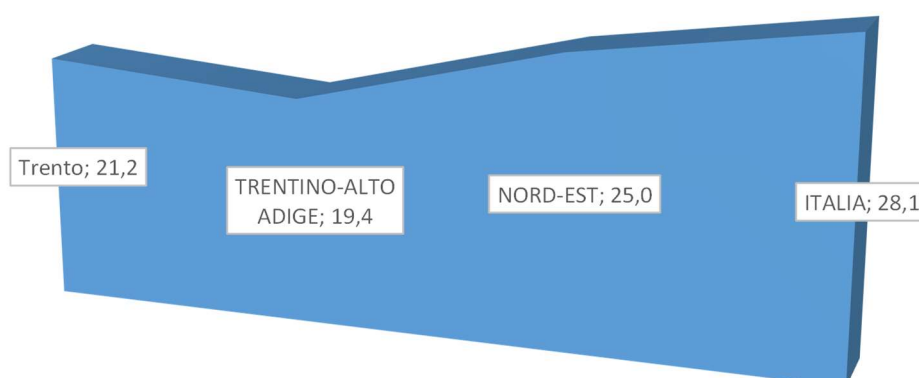 Trento; 21,2
TRENTINO-ALTO
ADIGE; 19,4
NORD-EST; 25,0
ITALIA; 28,1